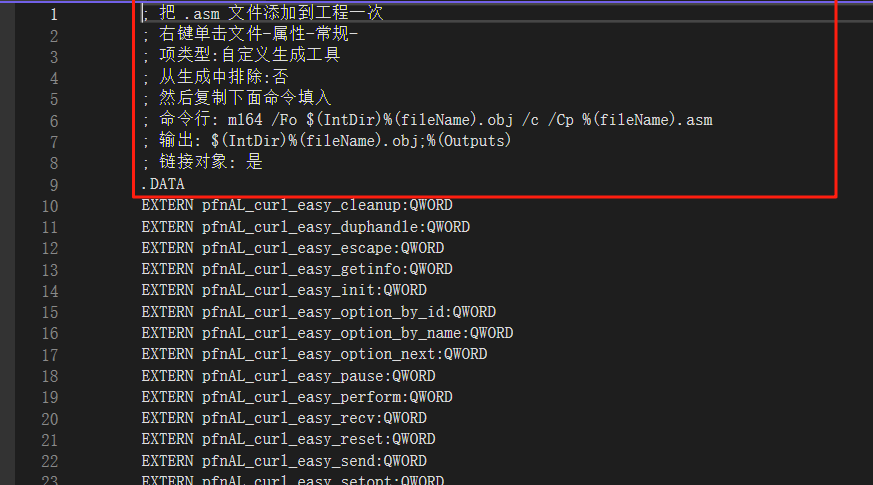 1 ; 把 .asm 文件添加到工程一次
2 ; 右键单击文件-属性-常规-
3 ; 项类型:自定义生成工具
4 ; 从生成中排除:否
5 ; 然后复制下面命令填入
6 ; 命令行: ml64 /Fo $(IntDir)%(fileName).obj /c /Cp %(fileName).asm
7 ; 输出: $(IntDir)%(fileName).obj;%(Outputs)
8 ; 链接对象: 是
9 .DATA
10 EXTERN pfnAL_curl_easy_cleanup:QWORD
11 EXTERN pfnAL_curl_easy_duphandle:QWORD
12 EXTERN pfnAL_curl_easy_escape:QWORD
13 EXTERN pfnAL_curl_easy_getinfo:QWORD
14 EXTERN pfnAL_curl_easy_init:QWORD
15 EXTERN pfnAL_curl_easy_option_by_id:QWORD
16 EXTERN pfnAL_curl_easy_option_by_name:QWORD
17 EXTERN pfnAL_curl_easy_option_next:QWORD
18 EXTERN pfnAL_curl_easy_pause:QWORD
19 EXTERN pfnAL_curl_easy_perform:QWORD
20 EXTERN pfnAL_curl_easy_recv:QWORD
21 EXTERN pfnAL_curl_easy_reset:QWORD
22 EXTERN pfnAL_curl_easy_send:QWORD
23 EXTERN pfnAL_curl_easy_setopt:QWORD